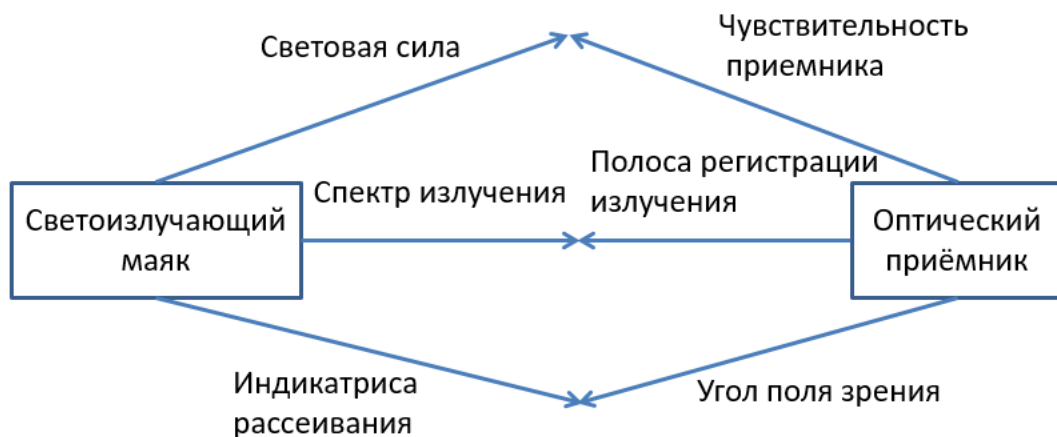 Световая сила
Чувствительность
приемника
Спектр излучения
Полоса регистрации
излучения
Светоизлучающий
маяк
Оптический
приёмник
Индикатриса
рассеивания
Угол поля зрения